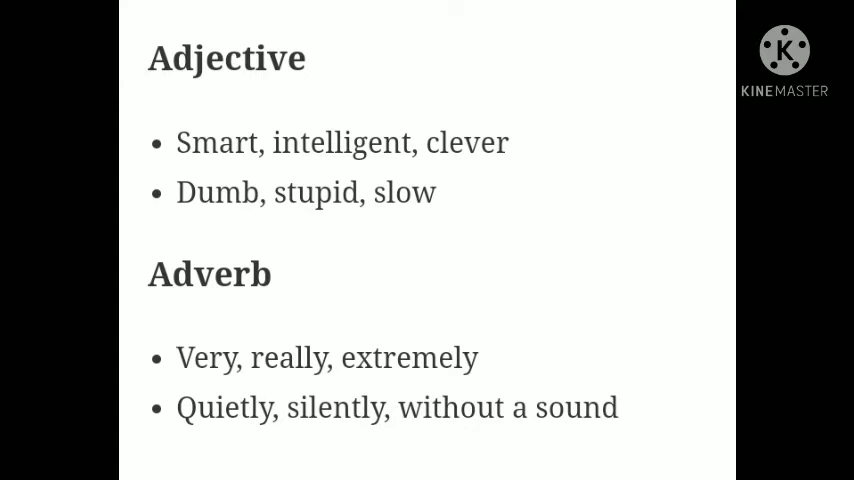 Adjective
K
KINEMASTER
• Smart, intelligent, clever
• Dumb, stupid, slow
Adverb
• Very, really, extremely
• Quietly, silently, without a sound